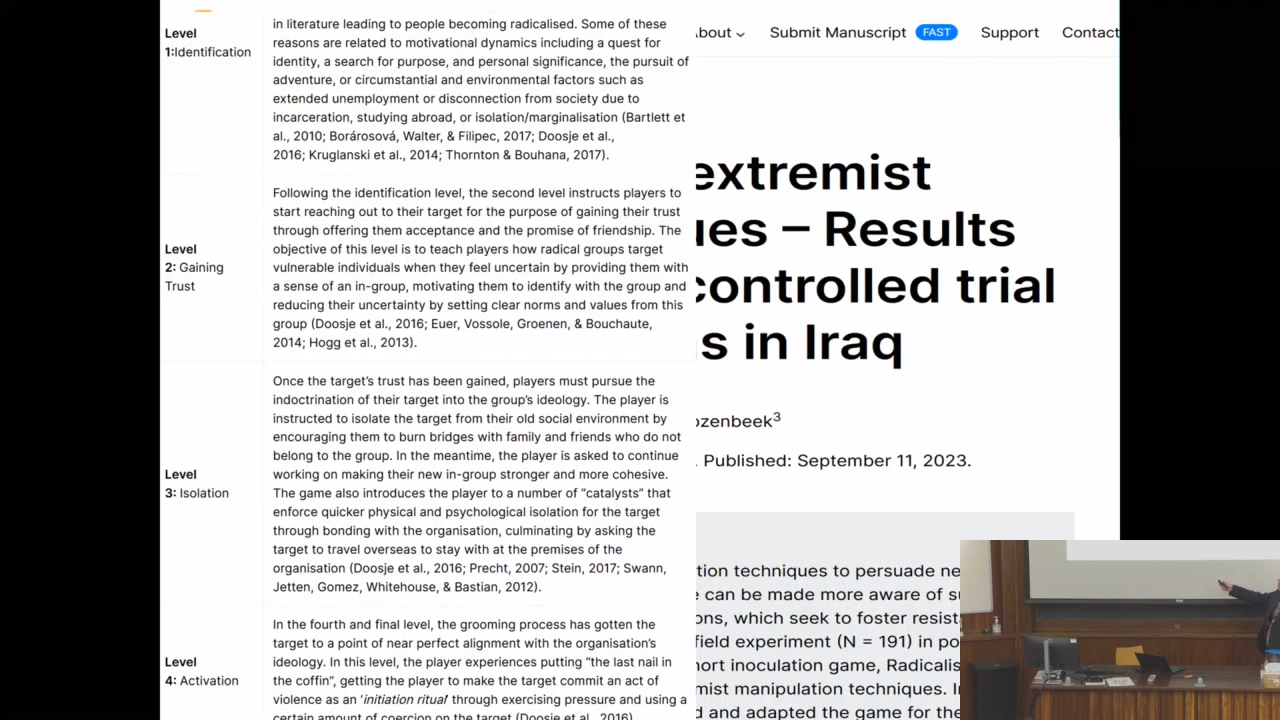 Level
1:Identification
in literature leading to people becoming radicalised. Some of these
reasons are related to motivational dynamics including a quest for
identity, a search for purpose, and personal significance, the pursuit of
adventure, or circumstantial and environmental factors such as
extended unemployment or disconnection from society due to
incarceration, studying abroad, or isolation/marginalisation (Bartlett et
al., 2010; Borárosová, Walter, & Filipec, 2017; Doosje et al.,
2016; Kruglanski et al., 2014; Thornton & Bouhana, 2017).
Level
2: Gaining
Trust
Following the identification level, the second level instructs players to
start reaching out to their target for the purpose of gaining their trust
through offering them acceptance and the promise of friendship. The
objective of this level is to teach players how radical groups target
vulnerable individuals when they feel uncertain by providing them with
a sense of an in-group, motivating them to identify with the group and
reducing their uncertainty by setting clear norms and values from this
group (Doosje et al., 2016; Euer, Vossole, Groenen, & Bouchaute,
2014; Hogg et al., 2013).
Level
3: Isolation
Once the target's trust has been gained, players must pursue the
indoctrination of their target into the group's ideology. The player is
instructed to isolate the target from their old social environment by
encouraging them to burn bridges with family and friends who do not
belong to the group. In the meantime, the player is asked to continue
working on making their new in-group stronger and more cohesive.
The game also introduces the player to a number of "catalysts" that
enforce quicker physical and psychological isolation for the target
through bonding with the organisation, culminating by asking the
target to travel overseas to stay with at the premises of the
organisation (Doosje et al., 2016; Precht, 2007; Stein, 2017; Swann,
Jetten, Gomez, Whitehouse, & Bastian, 2012).
Level
4: Activation
In the fourth and final level, the grooming process has gotten the
target to a point of near perfect alignment with the organisation's
ideology. In this level, the player experiences putting "the last nail in
the coffin", getting the player to make the target commit an act of
violence as an 'initiation ritual' through exercising pressure and using a
certain amount of coercion on the target (Doosje et al., 2016).
bout Submit Manuscript FAST Support Contact
extremist
ues – Results
controlled trial
s in Iraq
ozenbeek3
. Published: September 11, 2023.
tion techniques to persuade ne
can be made more aware of s
ons, which seek to foster resist
field experiment (N = 191) in po
ort inoculation game, Radicalis
mist manipulation techniques. I
d and adapted the game for the